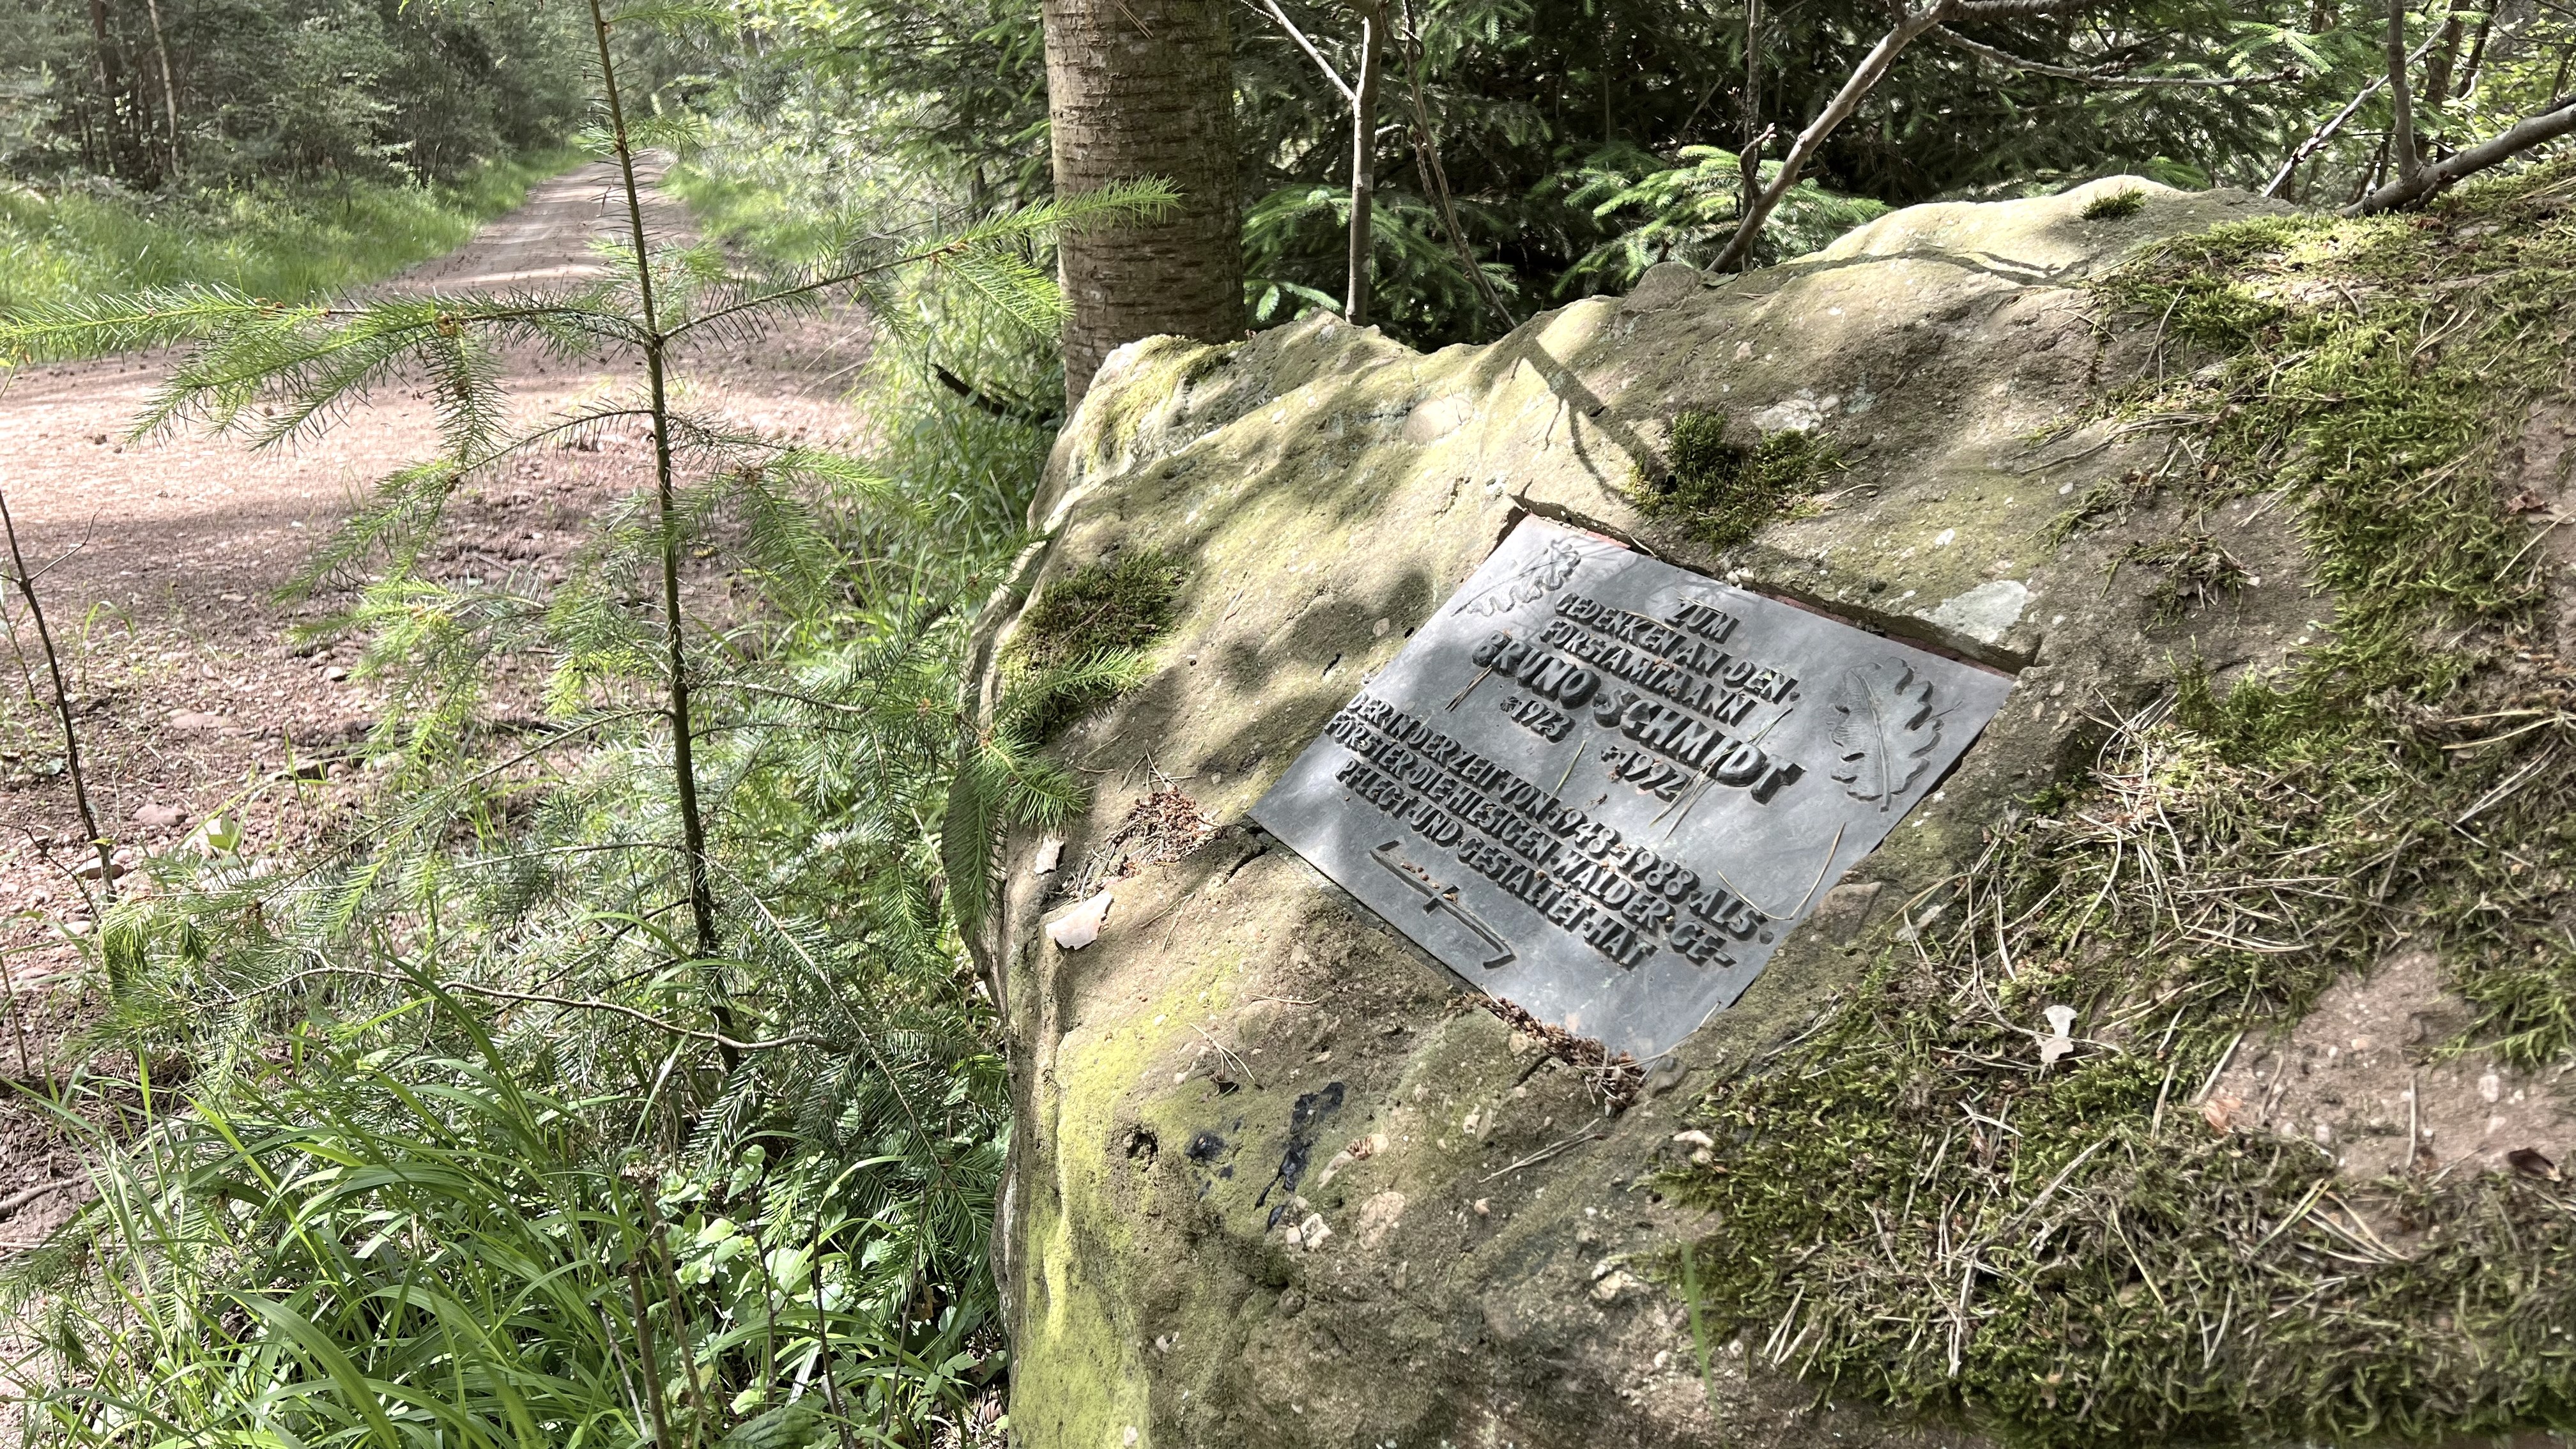 ZUM
GEDENKEN AN DEN
FORSTAMTMANN
BRUNO SCHMIDT
*1923 †1992
DER IN DER ZEIT VON 1948-1988 ALS
FÖRSTER DIE HIESIGEN WÄLDER GE-
PFLEGT UND GESTALTET HAT